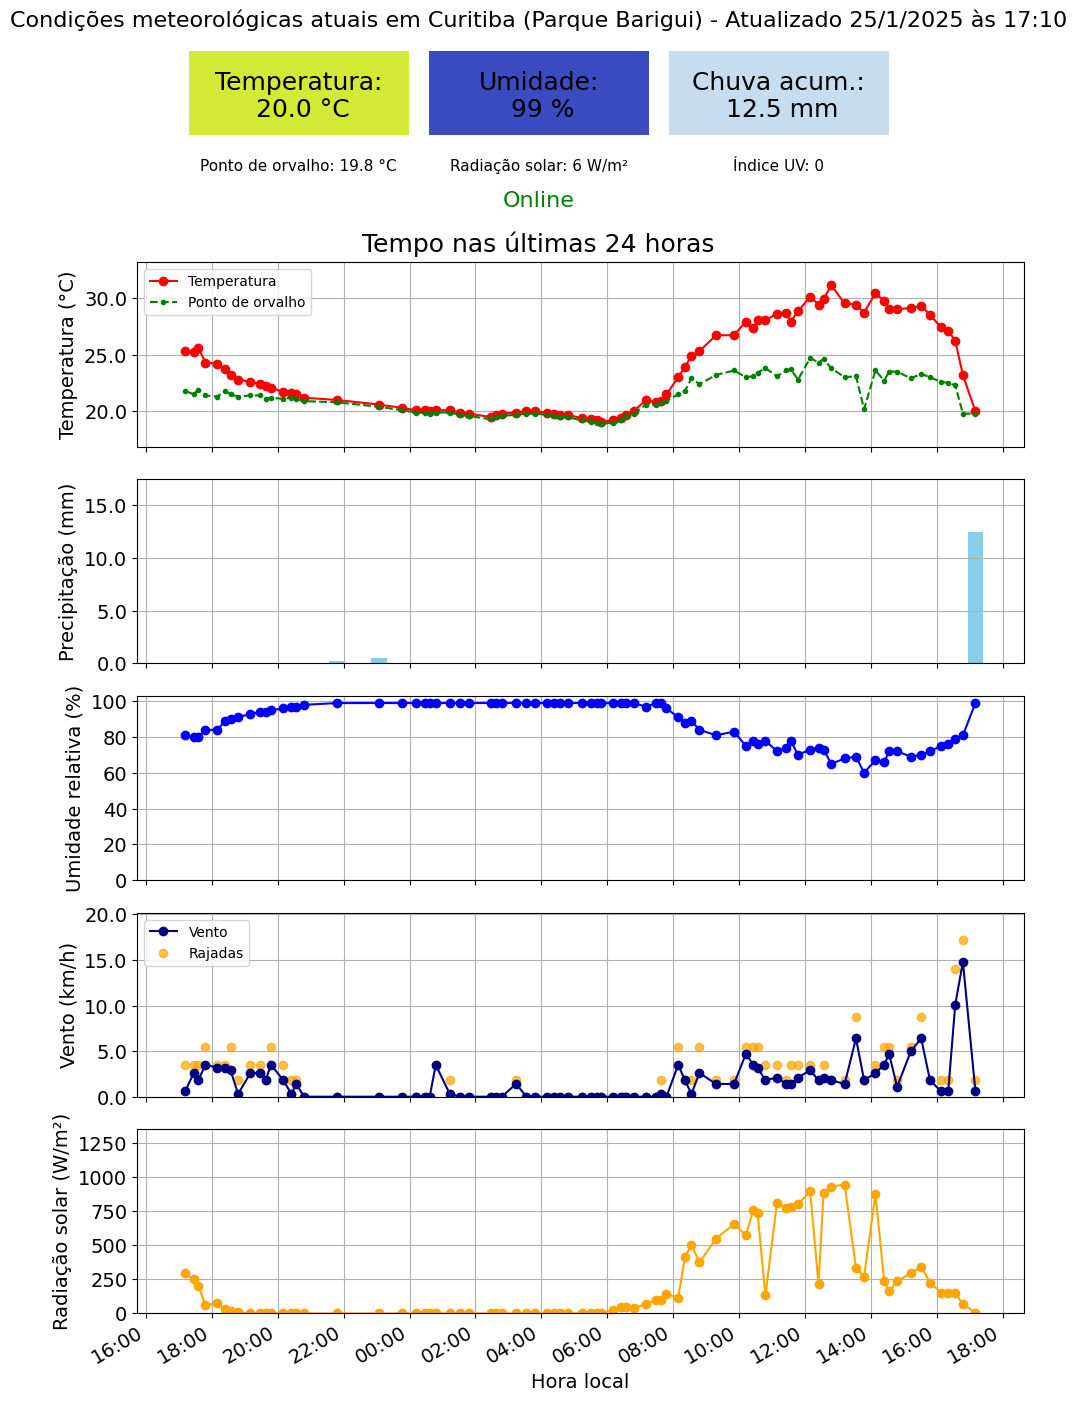 Condições meteorológicas atuais em Curitiba (Parque Barigui) - Atualizado 25/1/2025 às 17:10
Temperatura:
20.0 °C
Umidade:
99 %
Chuva acum.:
12.5 mm
Ponto de orvalho: 19.8 °C
Radiação solar: 6 W/m²
Índice UV: 0
Online
Tempo nas últimas 24 horas
Temperatura (°C)
30.0
25.0
20.0
Temperatura
Ponto de orvalho
Precipitação (mm)
15.0
10.0
5.0
0.0
Umidade relativa (%)
100
80
60
40
20
0
Vento (km/h)
20.0
15.0
10.0
5.0
0.0
Vento
Rajadas
Radiação solar (W/m²)
1250
1000
750
500
250
0
16:00 18:00 20:00 22:00 00:00 02:00 04:00 06:00 08:00 10:00 12:00 14:00 16:00 18:00
Hora local